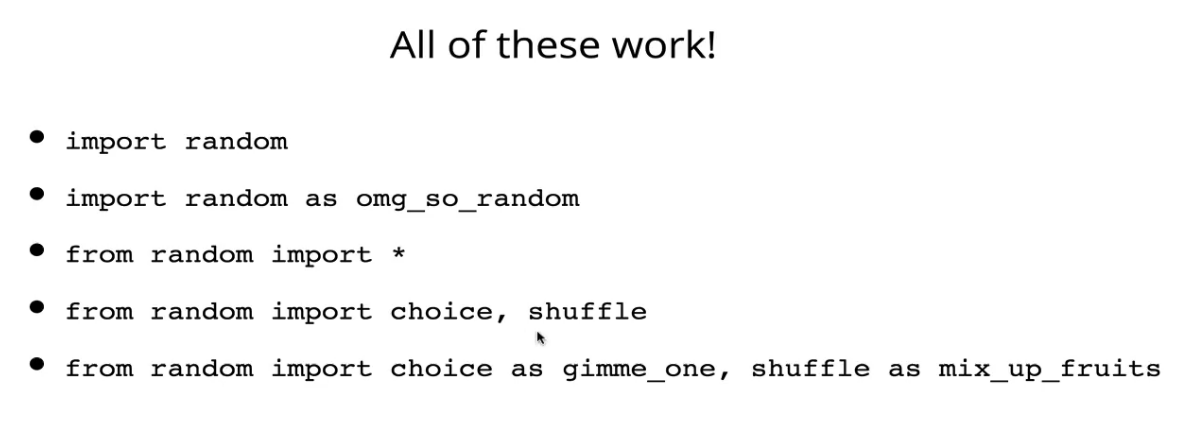 All of these work!
• import random
• import random as omg_so_random
• from random import *
• from random import choice, shuffle
• from random import choice as gimme_one, shuffle as mix_up_fruits